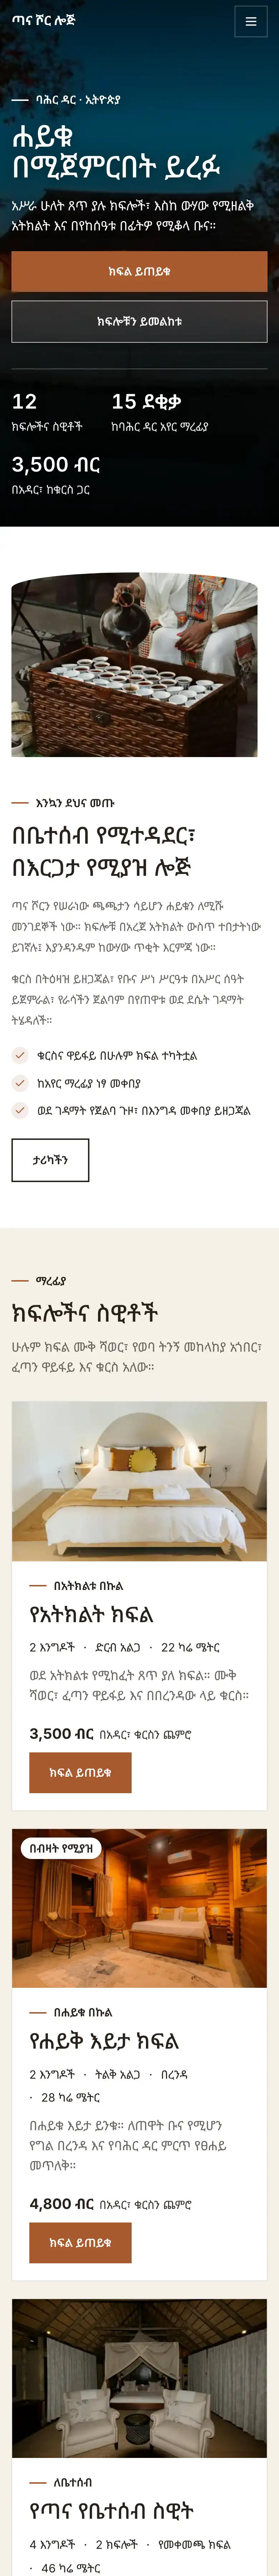 ጣና ሾር ሎጅ
ባሕር ዳር · ኢትዮጵያ
ሐይቁ
በሚጀምርበት ይረፉ
አሥራ ሁለት ጸጥ ያሉ ክፍሎች፣ እስከ ውሃው የሚዘልቅ
አትክልት እና በየከሰዓቱ በፊትዎ የሚቆላ ቡና።
ክፍል ይጠይቁ
ክፍሎቹን ይመልከቱ
12
ክፍሎችና ስዊቶች
15 ደቂቃ
ከባሕር ዳር አየር ማረፊያ
3,500 ብር
በአዳር፣ ከቁርስ ጋር
እንኳን ደህና መጡ
በቤተሰብ የሚተዳደር፣
በእርጋታ የሚያዝ ሎጅ
ጣና ሾርን የሠራነው ጫጫታን ሳይሆን ሐይቁን ለሚሹ
መንገደኞች ነው። ክፍሎቹ በአረጀ አትክልት ውስጥ ተበታትነው
ይገኛሉ፤ እያንዳንዱም ከውሃው ጥቂት እርምጃ ነው።
ቁርስ በትዕዛዝ ይዘጋጃል፣ የቡና ሥነ ሥርዓቱ በአሥር ሰዓት
ይጀምራል፣ የራሳችን ጀልባም በየጠዋቱ ወደ ደሴት ገዳማት
ትሄዳለች።
ቁርስና ዋይፋይ በሁሉም ክፍል ተካትቷል
ከአየር ማረፊያ ነፃ መቀበያ
ወደ ገዳማት የጀልባ ጉዞ፣ በእንግዳ መቀበያ ይዘጋጃል
ታሪካችን
ማረፊያ
ክፍሎችና ስዊቶች
ሁሉም ክፍል ሙቅ ሻወር፣ የወባ ትንኝ መከላከያ አጎበር፣
ፈጣን ዋይፋይ እና ቁርስ አለው።
በአትክልቱ በኩል
የአትክልት ክፍል
2 እንግዶች · ድርብ አልጋ · 22 ካሬ ሜትር
ወደ አትክልቱ የሚከፈት ጸጥ ያለ ክፍል። ሙቅ
ሻወር፣ ፈጣን ዋይፋይ እና በበረንዳው ላይ ቁርስ።
3,500 ብር በአዳር፣ ቁርስን ጨምሮ
ክፍል ይጠይቁ
በብዛት የሚያዝ
በሐይቁ በኩል
የሐይቅ እይታ ክፍል
2 እንግዶች · ትልቅ አልጋ · በረንዳ
· 28 ካሬ ሜትር
በሐይቁ እይታ ይንቁ። ለጠዋት ቡና የሚሆን
የግል በረንዳ እና የባሕር ዳር ምርጥ የፀሐይ
መጥለቅ።
4,800 ብር በአዳር፣ ቁርስን ጨምሮ
ክፍል ይጠይቁ
ለቤተሰብ
የጣና የቤተሰብ ስዊት
4 እንግዶች · 2 ክፍሎች · የመቀመጫ ክፍል
· 46 ካሬ ሜትር